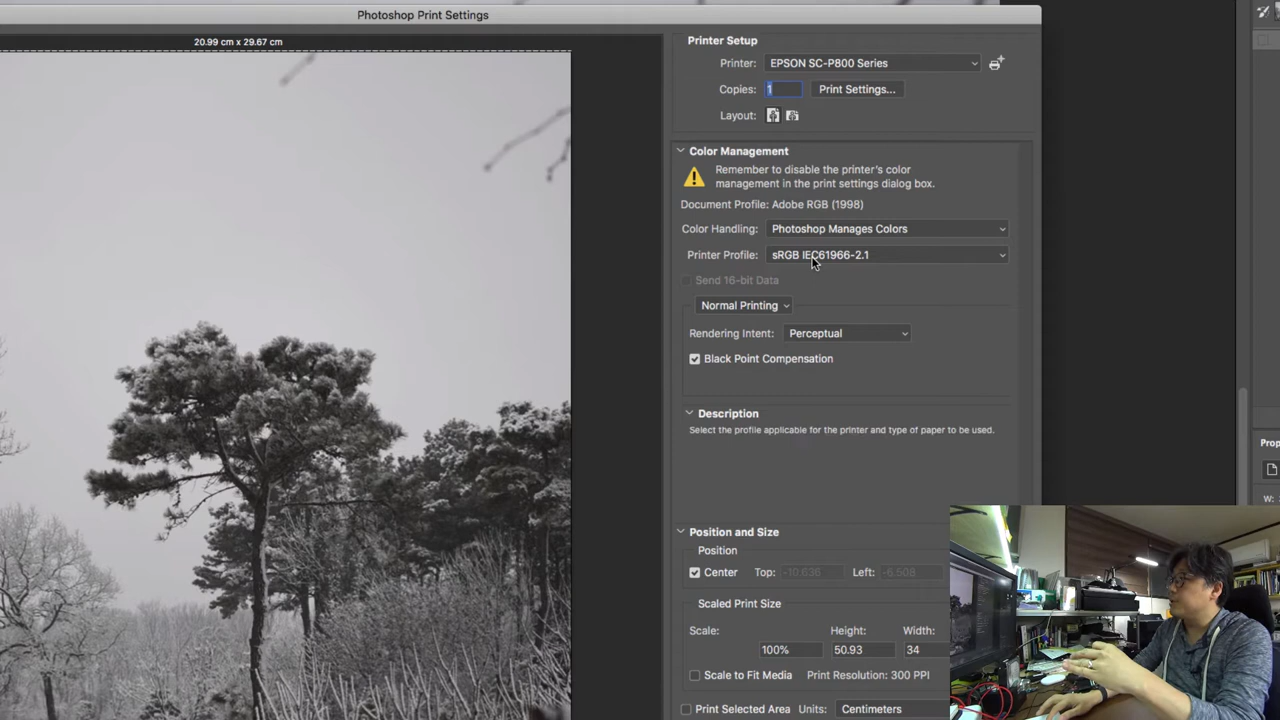 Photoshop Print Settings
20.99 cm x 29.67 cm
Printer Setup
Printer: EPSON SC-P800 Series
Copies: 1 Print Settings...
Layout:
Color Management
Remember to disable the printer's color
management in the print settings dialog box.
Document Profile: Adobe RGB (1998)
Color Handling: Photoshop Manages Colors
Printer Profile: sRGB IEC61966-2.1
Send 16-bit Data
Normal Printing
Rendering Intent: Perceptual
Black Point Compensation
Description
Select the profile applicable for the printer and type of paper to be used.
Position and Size
Position
Center Top: -10.636 Left: -6.508
Scaled Print Size
Scale: Height: Width:
100% 50.93 34
Scale to Fit Media Print Resolution: 300 PPI
Print Selected Area Units: Centimeters
Prop
W: